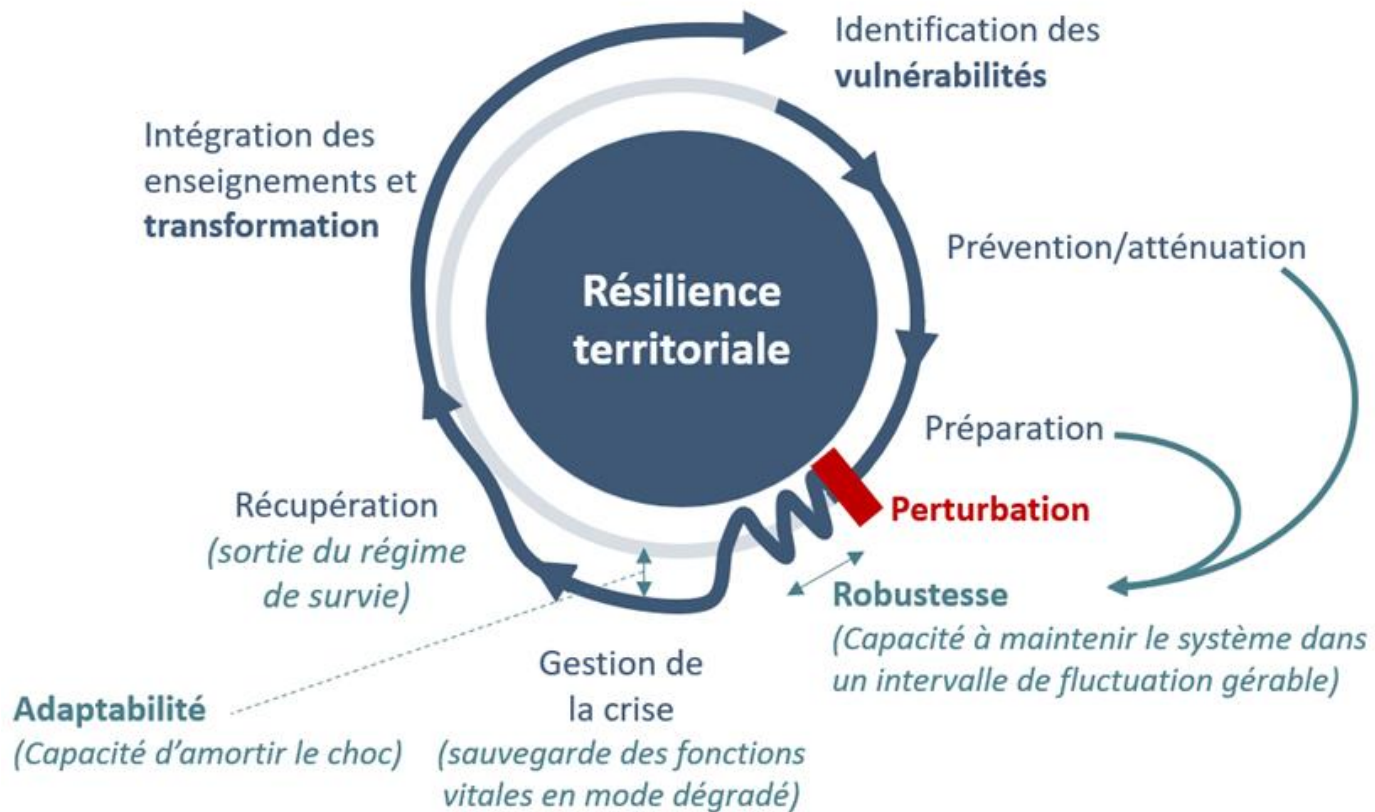 Identification des
vulnérabilités
Intégration des
enseignements et
transformation
Prévention/atténuation
Résilience
territoriale
Préparation
Perturbation
Récupération
(sortie du régime
de survie)
Robustesse
(Capacité à maintenir le système dans
un intervalle de fluctuation gérable)
Gestion de
la crise
(sauvegarde des fonctions
vitales en mode dégradé)
Adaptabilité
(Capacité d’amortir le choc)